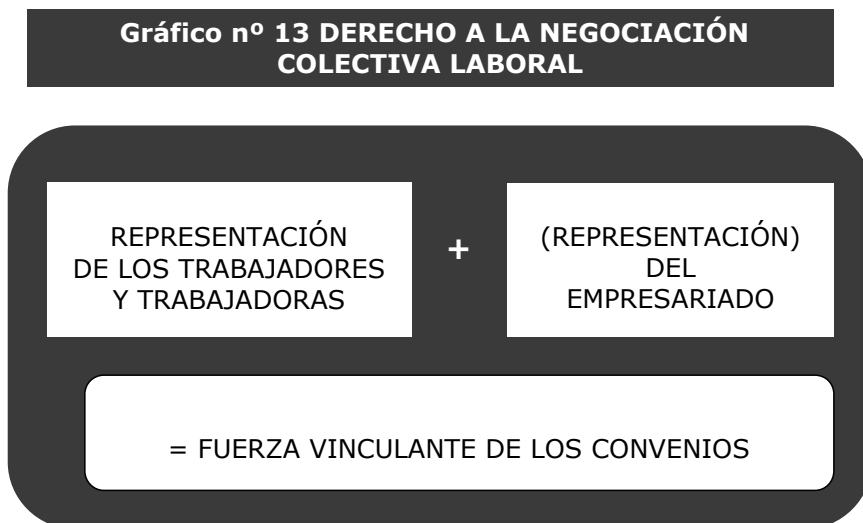 Gráfico nº 13 DERECHO A LA NEGOCIACIÓN
COLECTIVA LABORAL
REPRESENTACIÓN
DE LOS TRABAJADORES
Y TRABAJADORAS
+
(REPRESENTACIÓN)
DEL
EMPRESARIADO
= FUERZA VINCULANTE DE LOS CONVENIOS